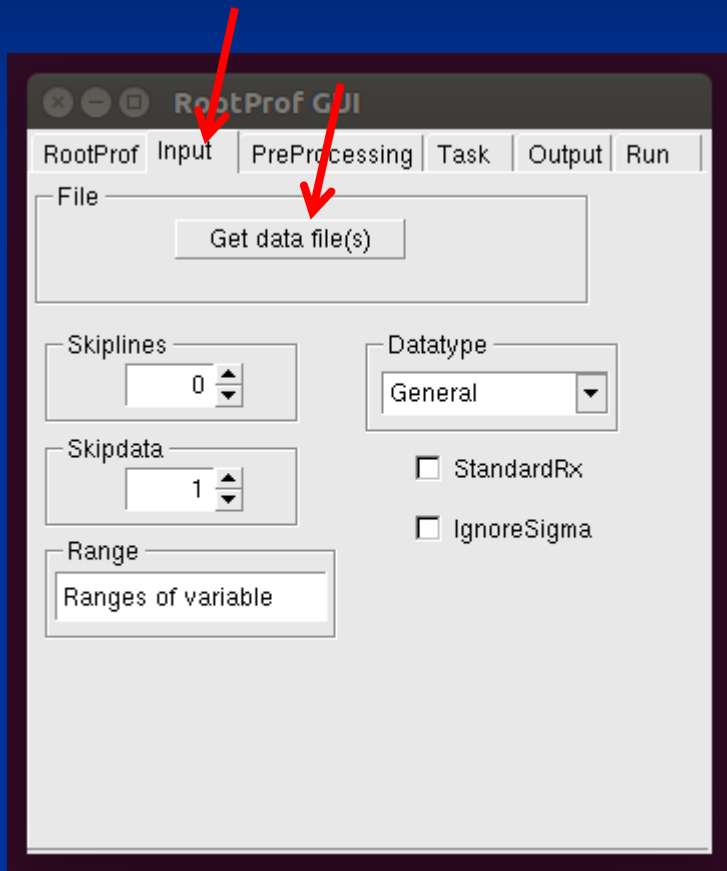 RootProf GUI
RootProf Input PreProcessing Task Output Run
File
Get data file(s)
Skiplines
0
Datatype
General
Skipdata
1
StandardRx
IgnoreSigma
Range
Ranges of variable